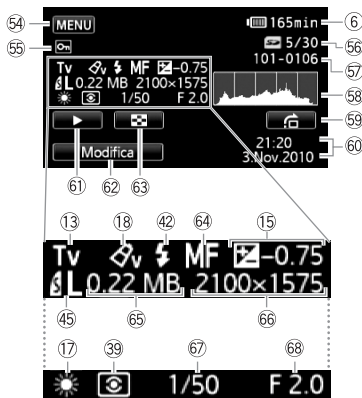 54 MENU 165min 6
55 5/30 56
101-0106 57
Tv v MF -0.75
L 0.22 MB 2100×1575
1/50 F 2.0
58
59
Modifica
21:20
3.Nov.2010 60
61 62 63
13 18 42 64 15
Tv v MF -0.75
L 0.22 MB 2100×1575
45 65 66
17 39 67 68
1/50 F 2.0